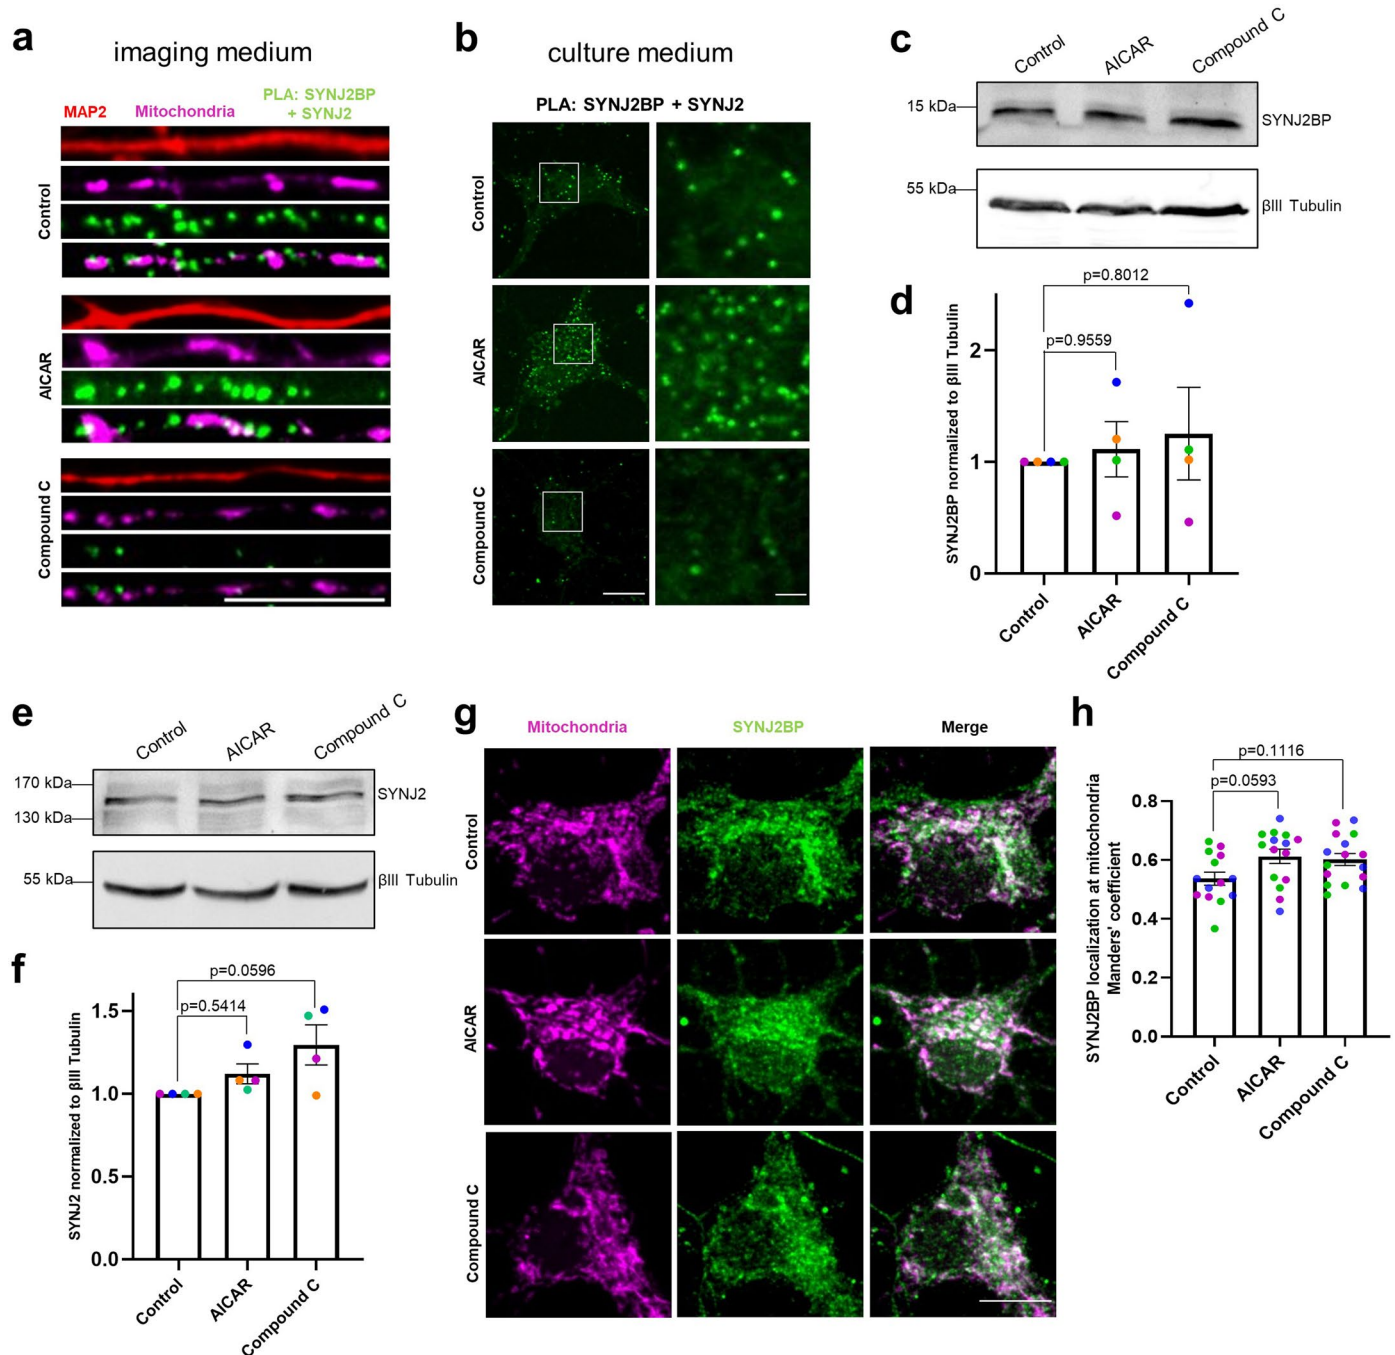 a
imaging medium
MAP2 Mitochondria PLA: SYNJ2BP
+ SYNJ2
Control
AICAR
Compound C
b
culture medium
PLA: SYNJ2BP + SYNJ2
Control
AICAR
Compound C
c
Control AICAR Compound C
15 kDa
SYNJ2BP
55 kDa
βIII Tubulin
d
p=0.8012
p=0.9559
SYNJ2BP normalized to βIII Tubulin
2
1
0
Control AICAR Compound C
e
Control AICAR Compound C
170 kDa
SYNJ2
130 kDa
55 kDa
βIII Tubulin
f
p=0.0596
p=0.5414
SYNJ2 normalized to βIII Tubulin
1.5
1.0
0.5
0.0
Control AICAR Compound C
g
Mitochondria SYNJ2BP Merge
Control
AICAR
Compound C
h
p=0.1116
p=0.0593
SYNJ2BP localization at mitochondria
Manders' coefficient
0.8
0.6
0.4
0.2
0.0
Control AICAR Compound C